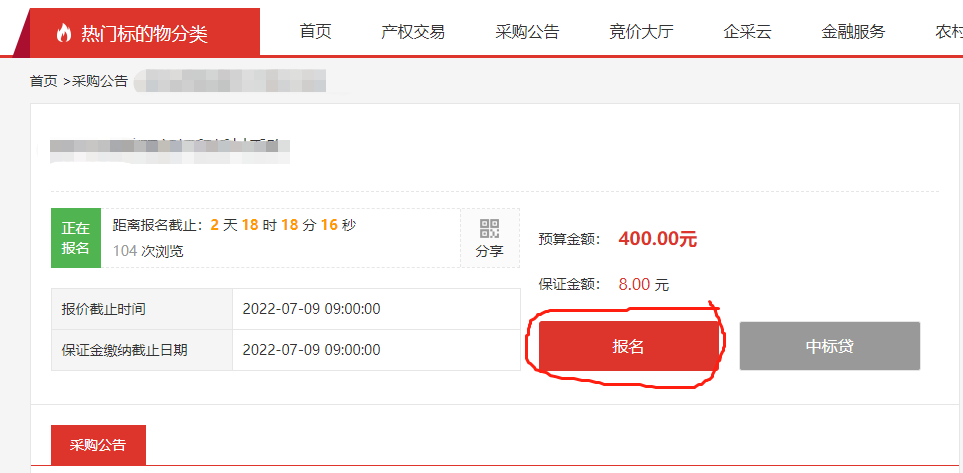 热门标的物分类 首页 产权交易 采购公告 竞价大厅 企采云 金融服务 农村
首页 >采购公告
正在
报名
距离报名截止：2 天 18 时 18 分 16 秒
104 次浏览
分享
预算金额： 400.00元
保证金额： 8.00 元
报价截止时间 2022-07-09 09:00:00
保证金缴纳截止日期 2022-07-09 09:00:00
报名 中标贷
采购公告